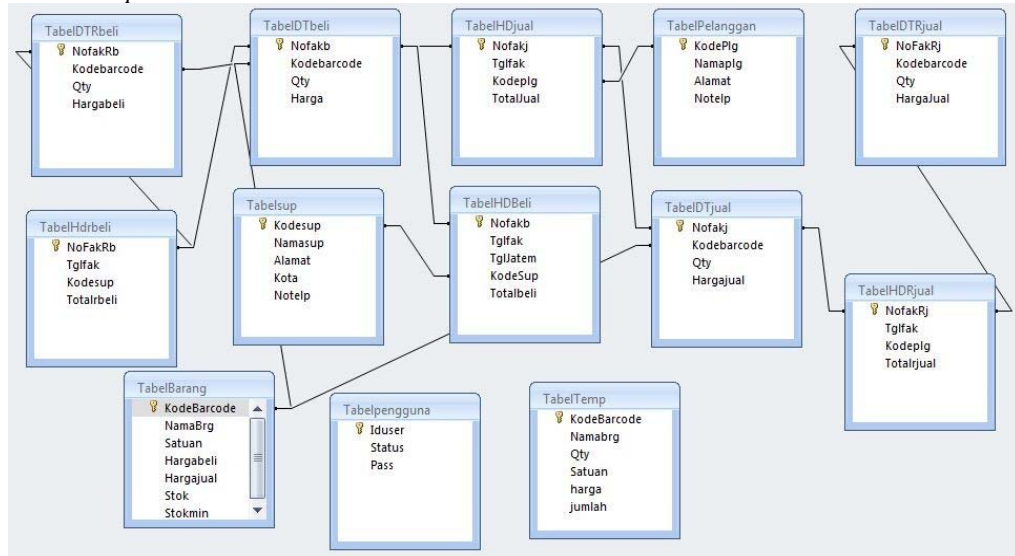 TabelDTRbeli
NofakRb
Kodebarcode
Qty
Hargabeli
TabelDTbeli
Nofakb
Kodebarcode
Qty
Harga
TabelHDjual
Nofakj
Tglfak
Kodeplg
TotalJual
TabelPelanggan
KodePlg
Namaplg
Alamat
Notelp
TabelDTRjual
NoFakRj
Kodebarcode
Qty
HargaJual
TabelHdrbeli
NoFakRb
Tglfak
Kodesup
Totalrbeli
Tabelsup
Kodesup
Namasup
Alamat
Kota
Notelp
TabelHDBeli
Nofakb
Tglfak
TglJatem
KodeSup
Totalbeli
TabelDTjual
Nofakj
Kodebarcode
Qty
Hargajual
TabelHDRjual
NofakRj
Tglfak
Kodeplg
Totalrjual
TabelBarang
KodeBarcode
NamaBrg
Satuan
Hargabeli
Hargajual
Stok
Stokmin
Tabelpengguna
Iduser
Status
Pass
TabelTemp
KodeBarcode
Namabrg
Qty
Satuan
harga
jumlah